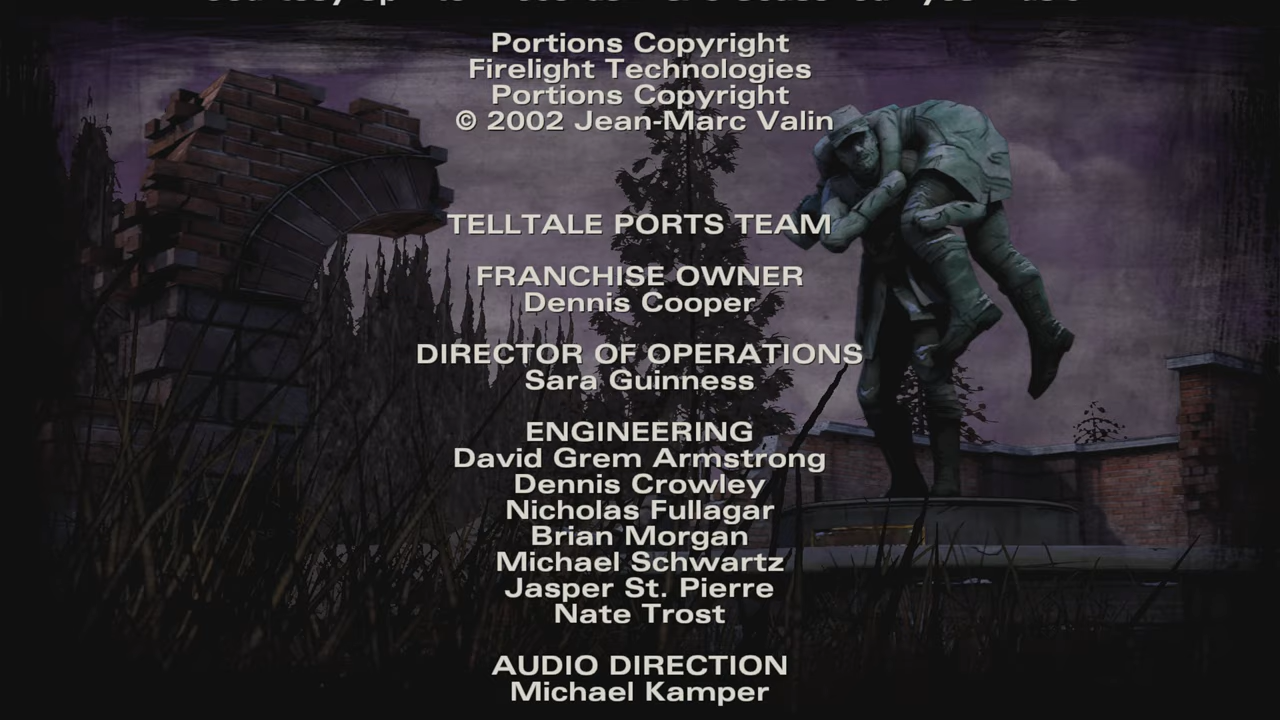 Portions Copyright
Firelight Technologies
Portions Copyright
© 2002 Jean-Marc Valin
TELLTALE PORTS TEAM
FRANCHISE OWNER
Dennis Cooper
DIRECTOR OF OPERATIONS
Sara Guinness
ENGINEERING
David Grem Armstrong
Dennis Crowley
Nicholas Fullagar
Brian Morgan
Michael Schwartz
Jasper St. Pierre
Nate Trost
AUDIO DIRECTION
Michael Kamper